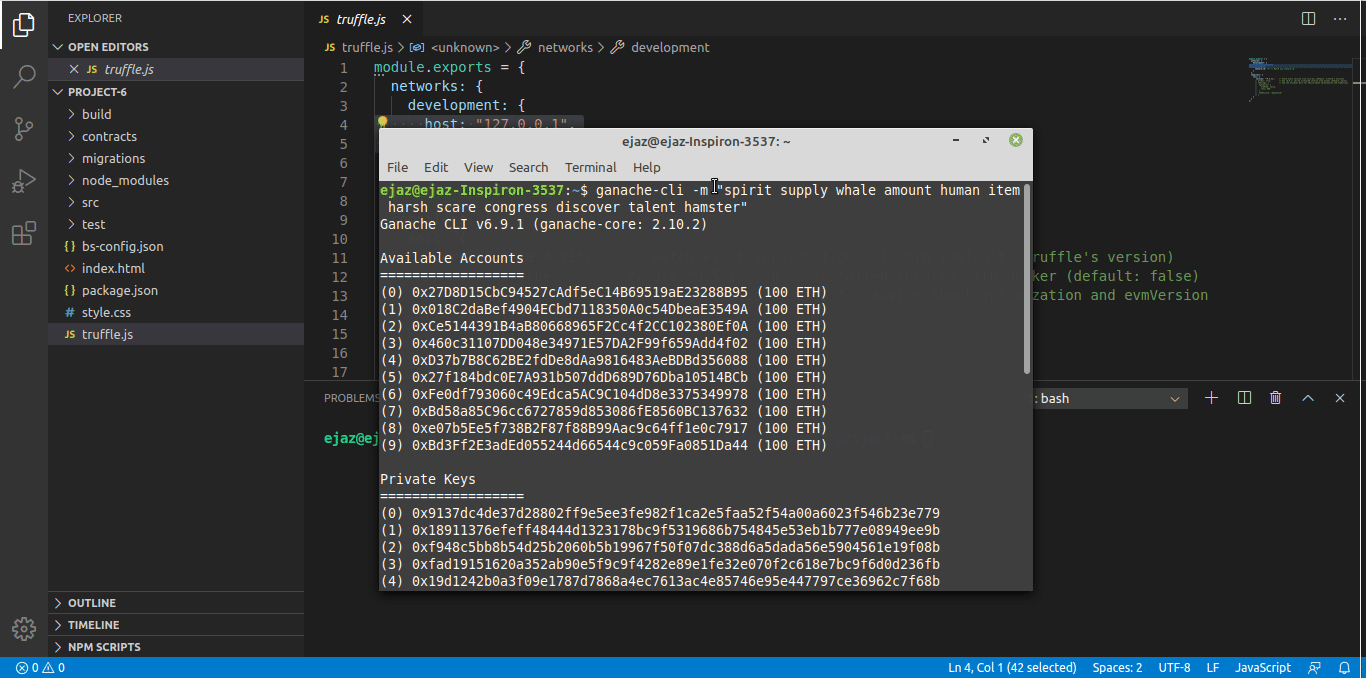 EXPLORER
OPEN EDITORS
JS truffle.js
PROJECT-6
build
contracts
migrations
node_modules
src
test
{} bs-config.json
<> index.html
{} package.json
# style.css
JS truffle.js
OUTLINE
TIMELINE
NPM SCRIPTS
JS truffle.js
JS truffle.js > <unknown> > networks > development
1 module.exports = {
2 networks: {
3 development: {
4 host: "127.0.0.1",
5
6
7
8
9
10
11 ruffle's version)
12 ker (default: false)
13 zation and evmVersion
14
15
16
17
ejaz@ejaz-Inspiron-3537: ~
File Edit View Search Terminal Help
ejaz@ejaz-Inspiron-3537:~$ ganache-cli -m "spirit supply whale amount human item
harsh scare congress discover talent hamster"
Ganache CLI v6.9.1 (ganache-core: 2.10.2)
Available Accounts
==================
(0) 0x27D8D15CbC94527cAdf5eC14B69519aE23288B95 (100 ETH)
(1) 0x018C2daBef4904ECbd7118350A0c54DbeaE3549A (100 ETH)
(2) 0xCe5144391B4aB80668965F2Cc4f2CC102380Ef0A (100 ETH)
(3) 0x460c31107DD048e34971E57DA2F99f659Add4f02 (100 ETH)
(4) 0xD37b7B8C62BE2fdDe8dAa9816483AeBDBd356088 (100 ETH)
(5) 0x27f184bdc0E7A931b507ddD689D76Dba10514BCb (100 ETH)
(6) 0xFe0df793060c49Edca5AC9C104dD8e3375349978 (100 ETH)
(7) 0xBd58a85C96cc6727859d853086fE8560BC137632 (100 ETH)
(8) 0xe07b5Ee5f738B2F87f88B99Aac9c64ff1e0c7917 (100 ETH)
(9) 0xBd3Ff2E3adEd055244d66544c9c059Fa0851Da44 (100 ETH)
Private Keys
==================
(0) 0x9137dc4de37d28802ff9e5ee3fe982f1ca2e5faa52f54a00a6023f546b23e779
(1) 0x18911376efeff48444d1323178bc9f5319686b754845e53eb1b777e08949ee9b
(2) 0xf948c5bb8b54d25b2060b5b19967f50f07dc388d6a5dada56e5904561e19f08b
(3) 0xfad19151620a352ab90e5f9c9f4282e89e1fe32e070f2c618e7bc9f6d0d236fb
(4) 0x19d1242b0a3f09e1787d7868a4ec7613ac4e85746e95e447797ce36962c7f68b
PROBLEMS
: bash
ejaz@ej
0 0
Ln 4, Col 1 (42 selected) Spaces: 2 UTF-8 LF JavaScript